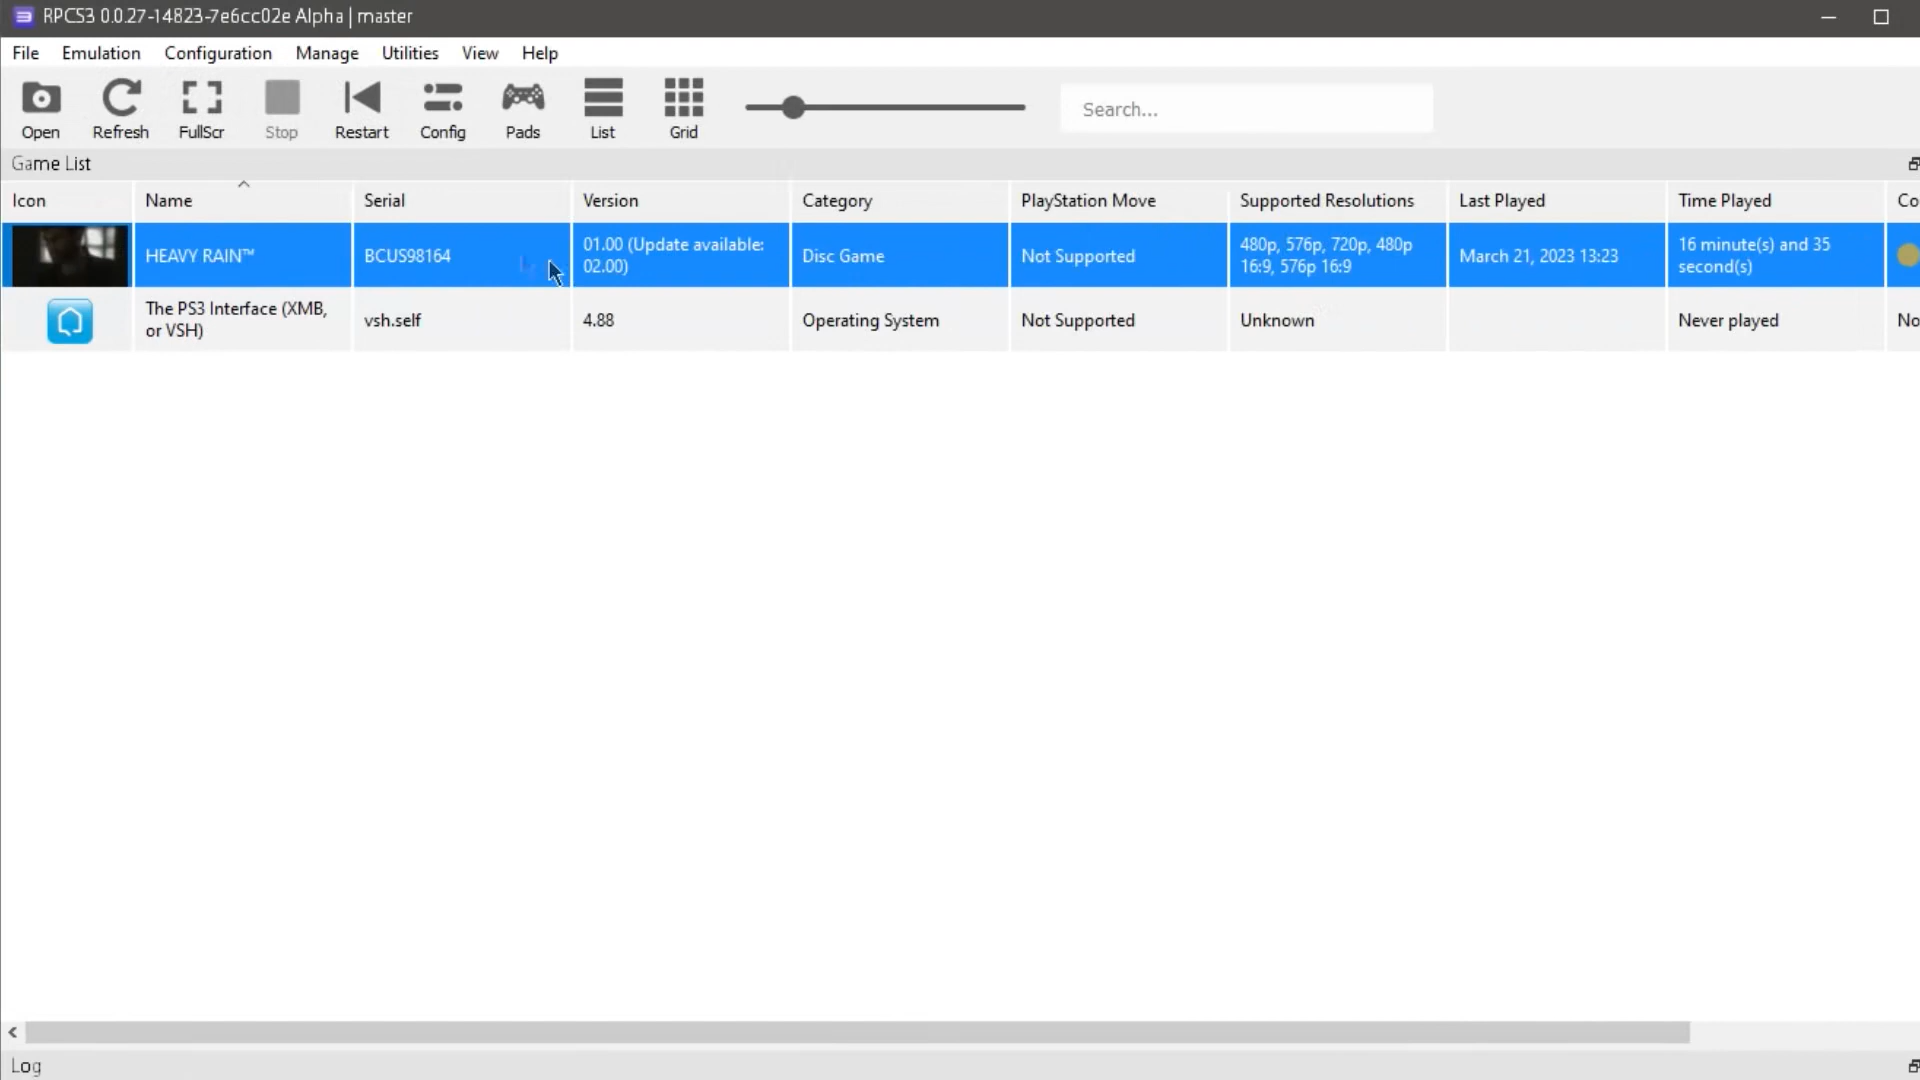 RPCS3 0.0.27-14823-7e6cc02e Alpha | master
File Emulation Configuration Manage Utilities View Help
Open Refresh FullScr Stop Restart Config Pads List Grid Search...
Game List
Icon Name Serial Version Category PlayStation Move Supported Resolutions Last Played Time Played Co
HEAVY RAIN™ BCUS98164 01.00 (Update available: 02.00) Disc Game Not Supported 480p, 576p, 720p, 480p 16:9, 576p 16:9 March 21, 2023 13:23 16 minute(s) and 35 second(s)
The PS3 Interface (XMB, or VSH) vsh.self 4.88 Operating System Not Supported Unknown Never played No
Log